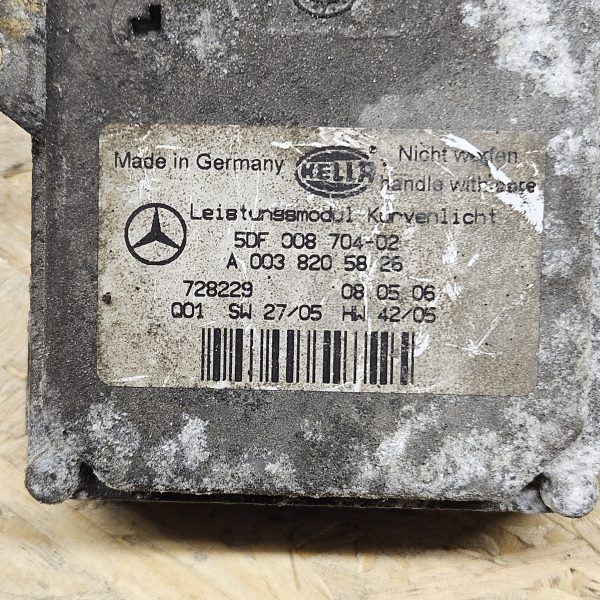 Made in Germany HELLA Nicht werfen
handle with care
Leistungsmodul Kurvenlicht
5DF 008 704-02
A 003 820 58 26
728229 08 05 06
Q01 SW 27/05 HW 42/05